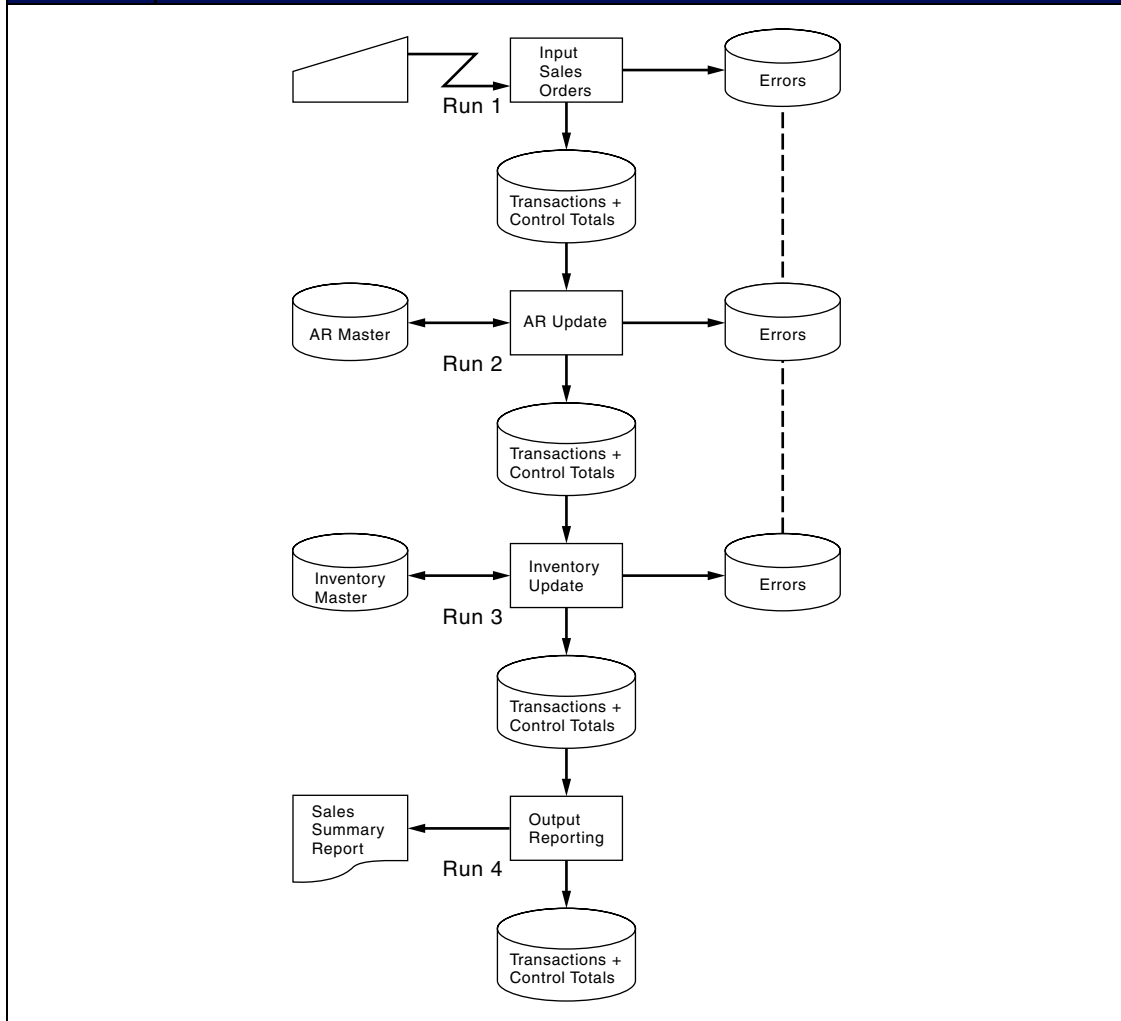 Input
Sales
Orders
Errors
Run 1
Transactions +
Control Totals
AR Master
AR Update
Errors
Run 2
Transactions +
Control Totals
Inventory
Master
Inventory
Update
Errors
Run 3
Transactions +
Control Totals
Sales
Summary
Report
Output
Reporting
Run 4
Transactions +
Control Totals